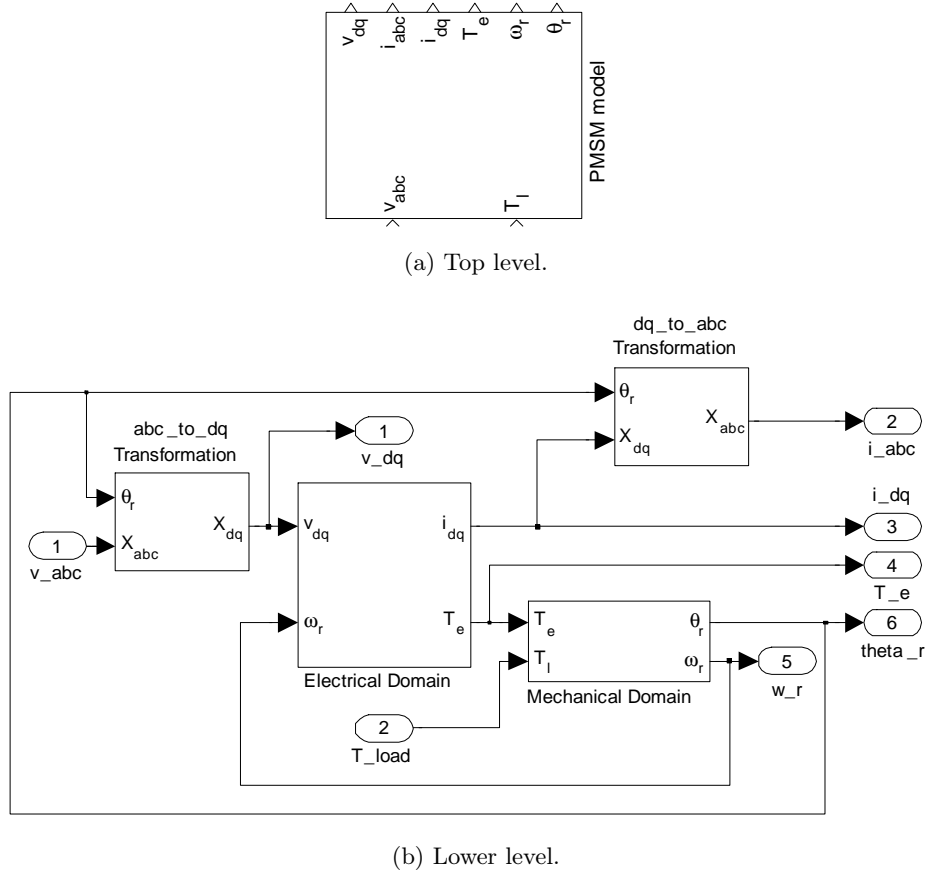 v_dq
i_abc
i_dq
T_e
ω_r
θ_r
PMSM model
v_abc
T_l
(a) Top level.
dq_to_abc
Transformation
θ_r
X_dq
X_abc
2
i_abc
abc_to_dq
Transformation
θ_r
X_abc
X_dq
1
v_dq
1
v_abc
v_dq
ω_r
i_dq
T_e
Electrical Domain
i_dq
3
4
T_e
T_e
T_l
θ_r
ω_r
Mechanical Domain
6
theta_r
5
w_r
2
T_load
(b) Lower level.